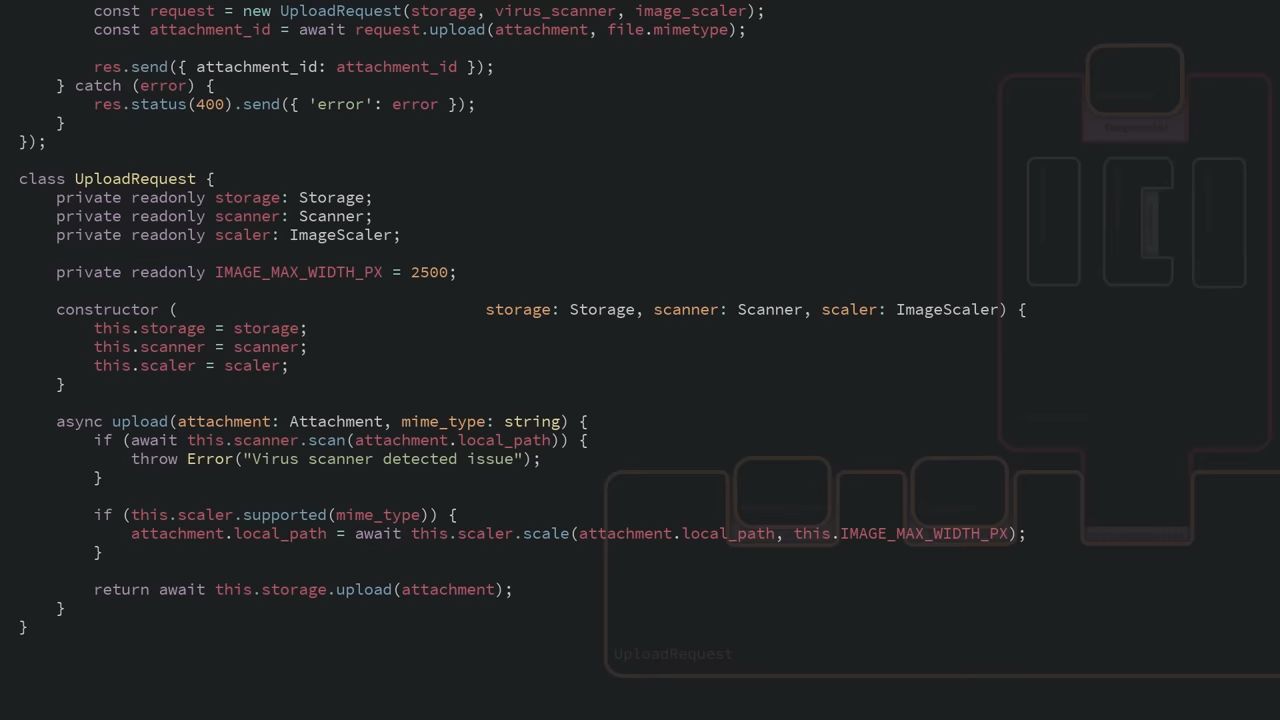 const request = new UploadRequest(storage, virus_scanner, image_scaler);
const attachment_id = await request.upload(attachment, file.mimetype);
res.send({ attachment_id: attachment_id });
} catch (error) {
res.status(400).send({ 'error': error });
}
});
class UploadRequest {
private readonly storage: Storage;
private readonly scanner: Scanner;
private readonly scaler: ImageScaler;
private readonly IMAGE_MAX_WIDTH_PX = 2500;
constructor ( storage: Storage, scanner: Scanner, scaler: ImageScaler) {
this.storage = storage;
this.scanner = scanner;
this.scaler = scaler;
}
async upload(attachment: Attachment, mime_type: string) {
if (await this.scanner.scan(attachment.local_path)) {
throw Error("Virus scanner detected issue");
}
if (this.scaler.supported(mime_type)) {
attachment.local_path = await this.scaler.scale(attachment.local_path, this.IMAGE_MAX_WIDTH_PX);
}
return await this.storage.upload(attachment);
}
}
UploadRequest